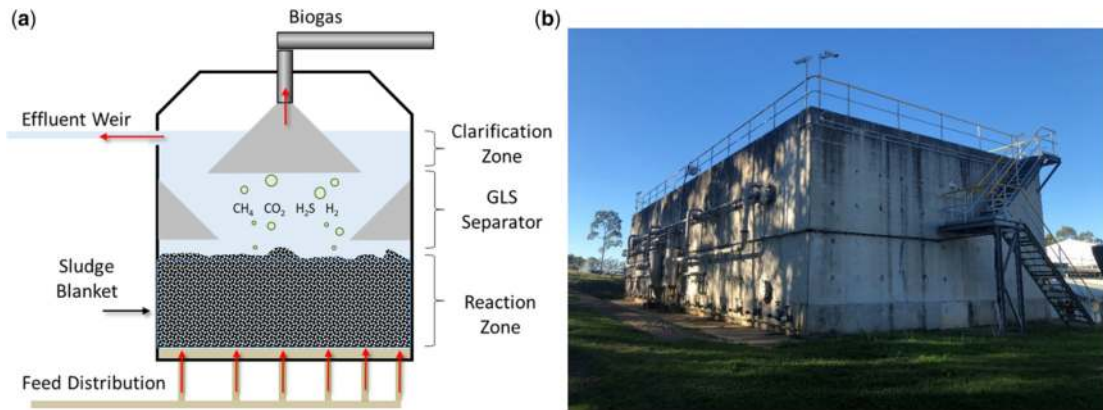 (a)
Biogas
Effluent Weir
Clarification
Zone
CH₄ CO₂ H₂S H₂
GLS
Separator
Sludge
Blanket
Reaction
Zone
Feed Distribution
(b)